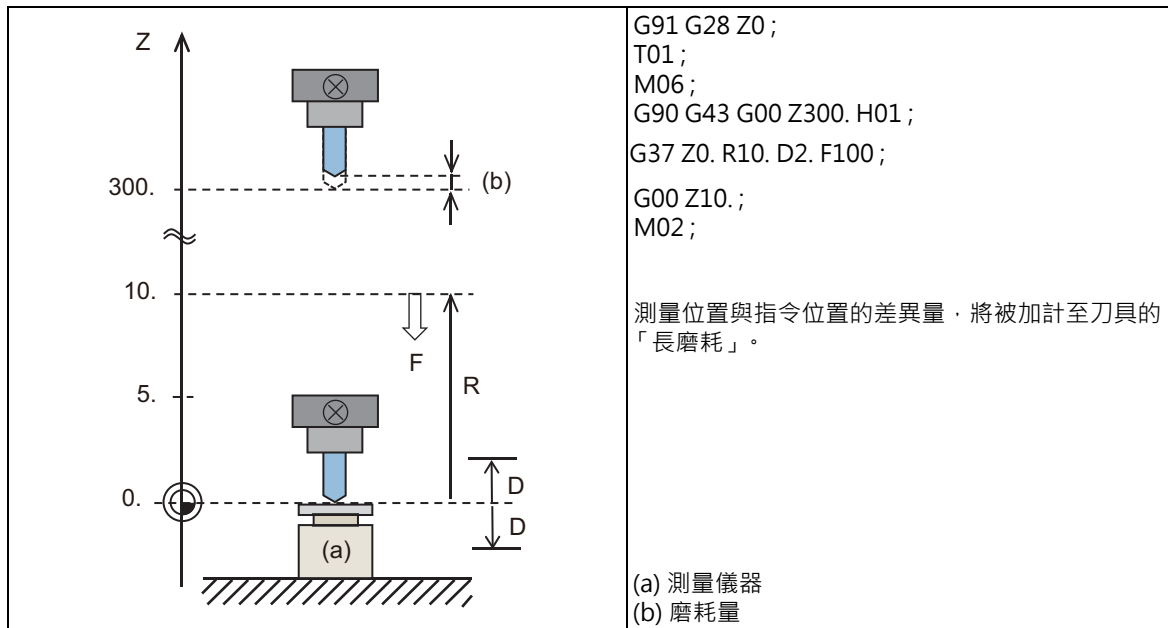 Z
300.
(b)
10.
F
R
5.
0.
D
D
(a)
G91 G28 Z0 ;
T01 ;
M06 ;
G90 G43 G00 Z300. H01 ;
G37 Z0. R10. D2. F100 ;
G00 Z10. ;
M02 ;
測量位置與指令位置的差異量，將被加計至刀具的
「長磨耗」。
(a) 測量儀器
(b) 磨耗量